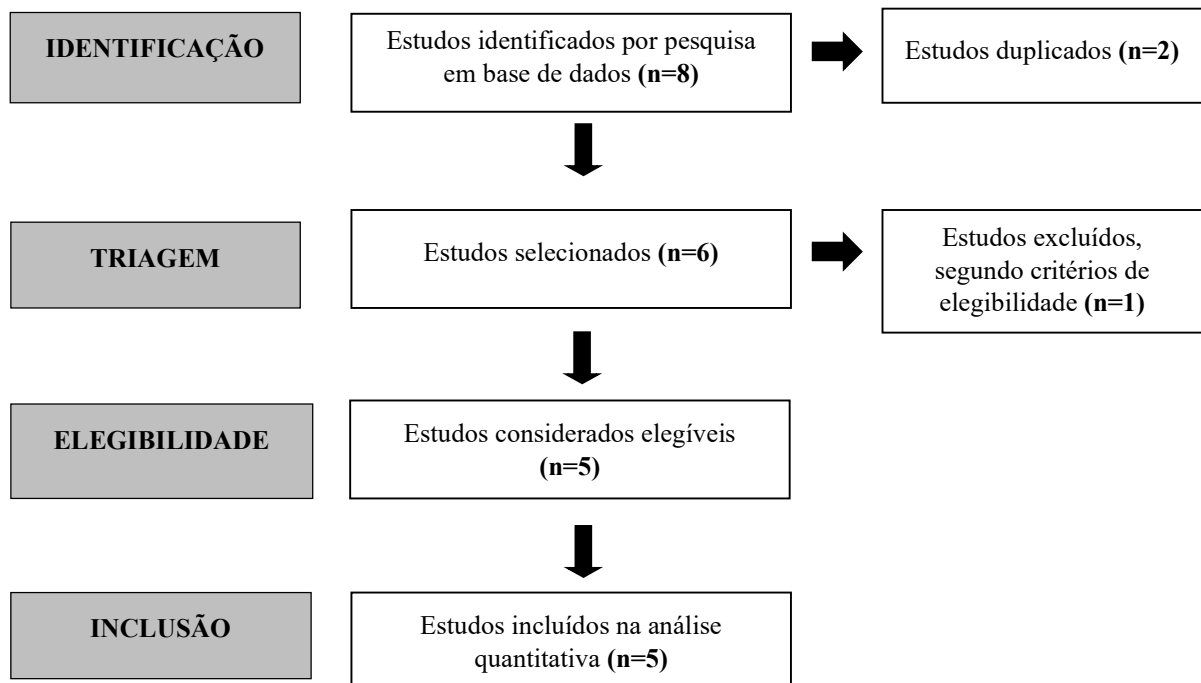 IDENTIFICAÇÃO
Estudos identificados por pesquisa
em base de dados (n=8)
Estudos duplicados (n=2)
TRIAGEM
Estudos selecionados (n=6)
Estudos excluídos,
segundo critérios de
elegibilidade (n=1)
ELEGIBILIDADE
Estudos considerados elegíveis
(n=5)
INCLUSÃO
Estudos incluídos na análise
quantitativa (n=5)